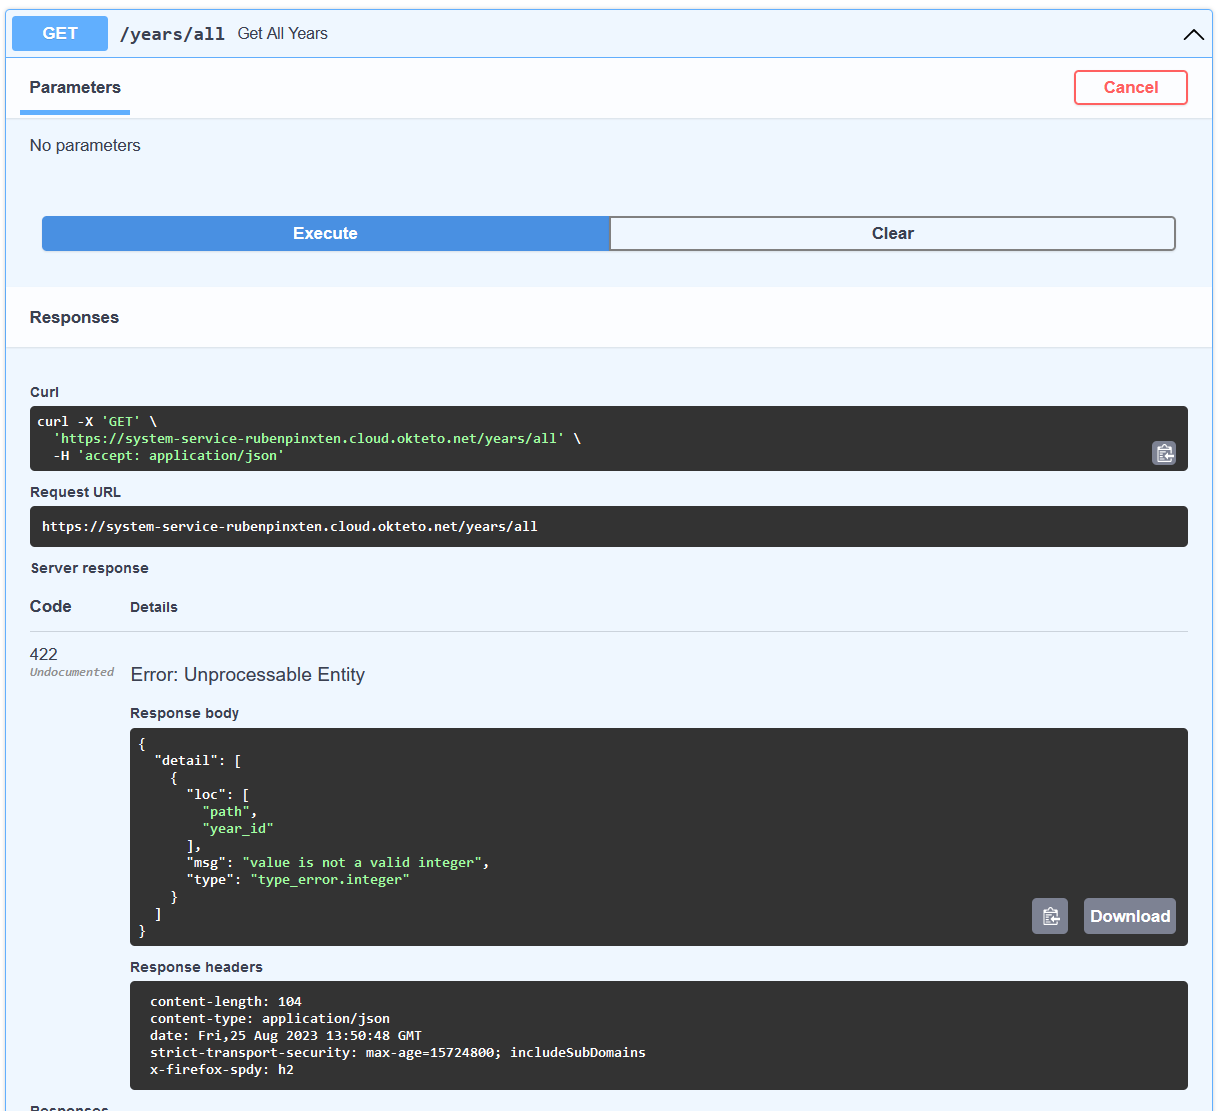 GET /years/all Get All Years
Parameters
Cancel
No parameters
Execute
Clear
Responses
Curl
curl -X 'GET' \
  'https://system-service-rubenpinxten.cloud.okteto.net/years/all' \
  -H 'accept: application/json'
Request URL
https://system-service-rubenpinxten.cloud.okteto.net/years/all
Server response
Code Details
422
Undocumented
Error: Unprocessable Entity
Response body
{
  "detail": [
    {
      "loc": [
        "path",
        "year_id"
      ],
      "msg": "value is not a valid integer",
      "type": "type_error.integer"
    }
  ]
}
Download
Response headers
content-length: 104
content-type: application/json
date: Fri,25 Aug 2023 13:50:48 GMT
strict-transport-security: max-age=15724800; includeSubDomains
x-firefox-spdy: h2
Responses